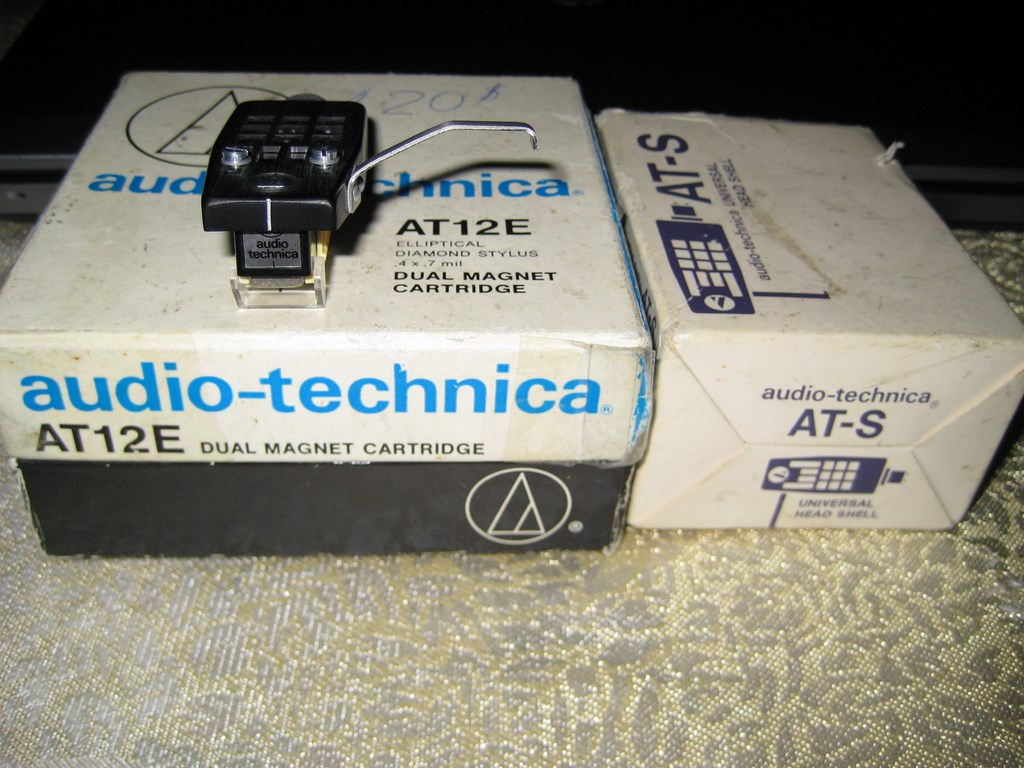 audio-technica®
AT12E
ELLIPTICAL
DIAMOND STYLUS
.4 x .7 mil
DUAL MAGNET
CARTRIDGE
audio
technica
audio-technica®
AT12E DUAL MAGNET CARTRIDGE
®
AT-S
audio-technica UNIVERSAL
HEAD SHELL
audio-technica®
AT-S
UNIVERSAL
HEAD SHELL